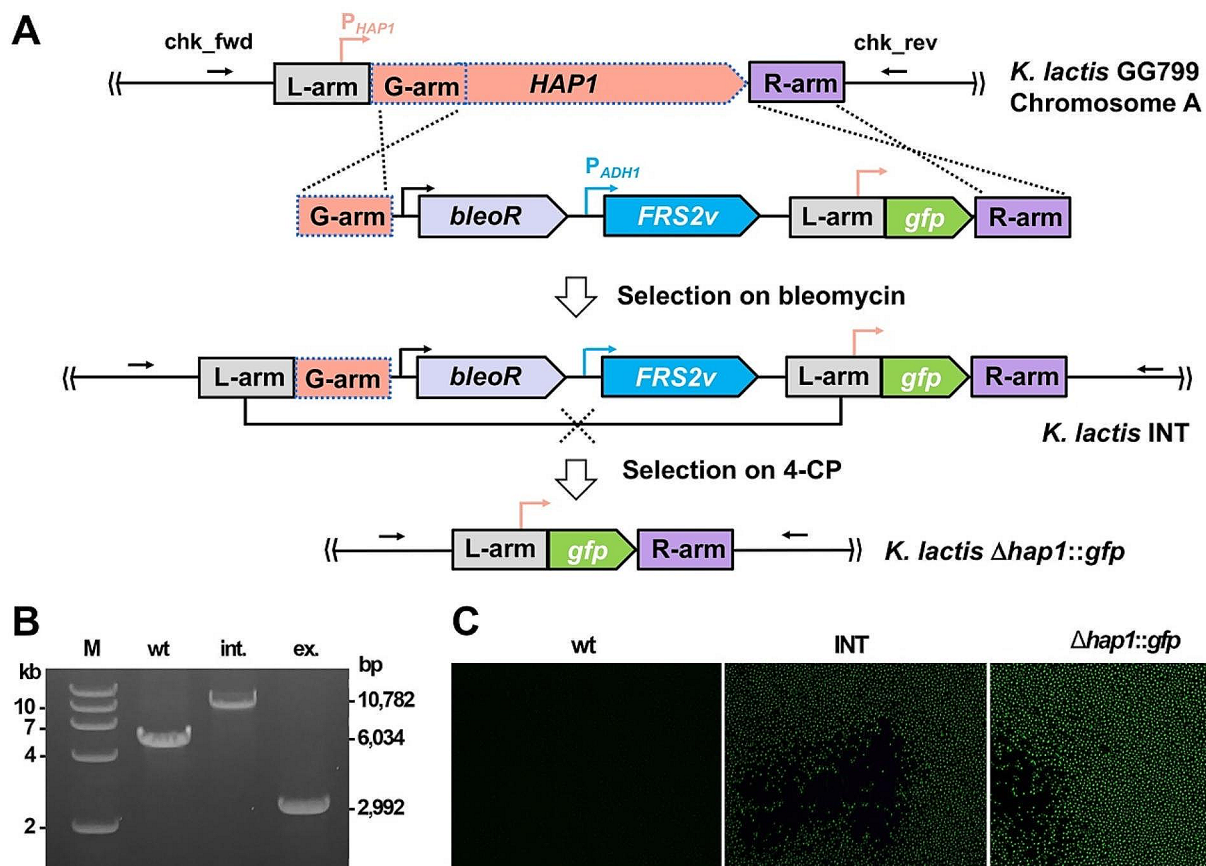 A
P HAP1
chk_fwd
chk_rev
L-arm G-arm HAP1 R-arm
K. lactis GG799
Chromosome A
P ADH1
G-arm bleoR FRS2v L-arm gfp R-arm
Selection on bleomycin
L-arm G-arm bleoR FRS2v L-arm gfp R-arm
K. lactis INT
Selection on 4-CP
L-arm gfp R-arm
K. lactis Δhap1::gfp
B
M wt int. ex.
kb
bp
10
7
4
2
10,782
6,034
2,992
C
wt INT Δhap1::gfp